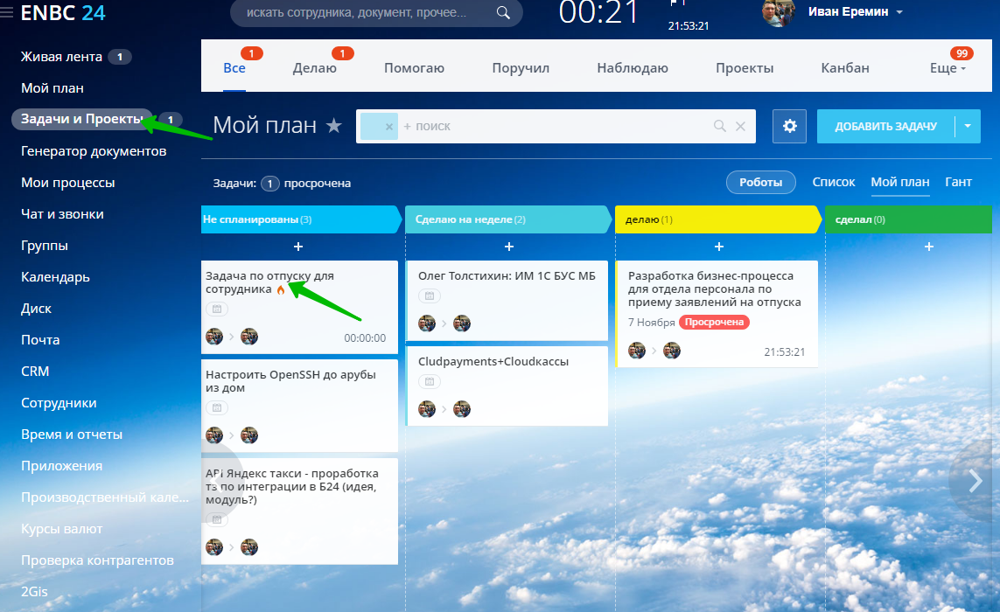 ENBC 24
искать сотрудника, документ, прочее...
00:21
1
21:53:21
Иван Еремин
Живая лента 1
Мой план
Задачи и Проекты 1
Генератор документов
Мои процессы
Чат и звонки
Группы
Календарь
Диск
Почта
CRM
Сотрудники
Время и отчеты
Приложения
Производственный кале...
Курсы валют
Проверка контрагентов
2Gis
Все 1
Делаю 1
Помогаю
Поручил
Наблюдаю
Проекты
Канбан
Еще 99
Мой план
× + поиск
ДОБАВИТЬ ЗАДАЧУ
Задачи: 1 просрочена
Роботы
Список
Мой план
Гант
Не спланированы (3)
+
Задача по отпуску для
сотрудника
00:00:00
Настроить OpenSSH до арубы
из дом
API Яндекс такси - проработка
тз по интеграции в Б24 (идея,
модуль?)
Сделаю на неделе (2)
+
Олег Толстихин: ИМ 1С БУС МБ
Cludpayments+Cloudкассы
делаю (1)
+
Разработка бизнес-процесса
для отдела персонала по
приему заявлений на отпуска
7 Ноября Просрочена
21:53:21
сделал (0)
+